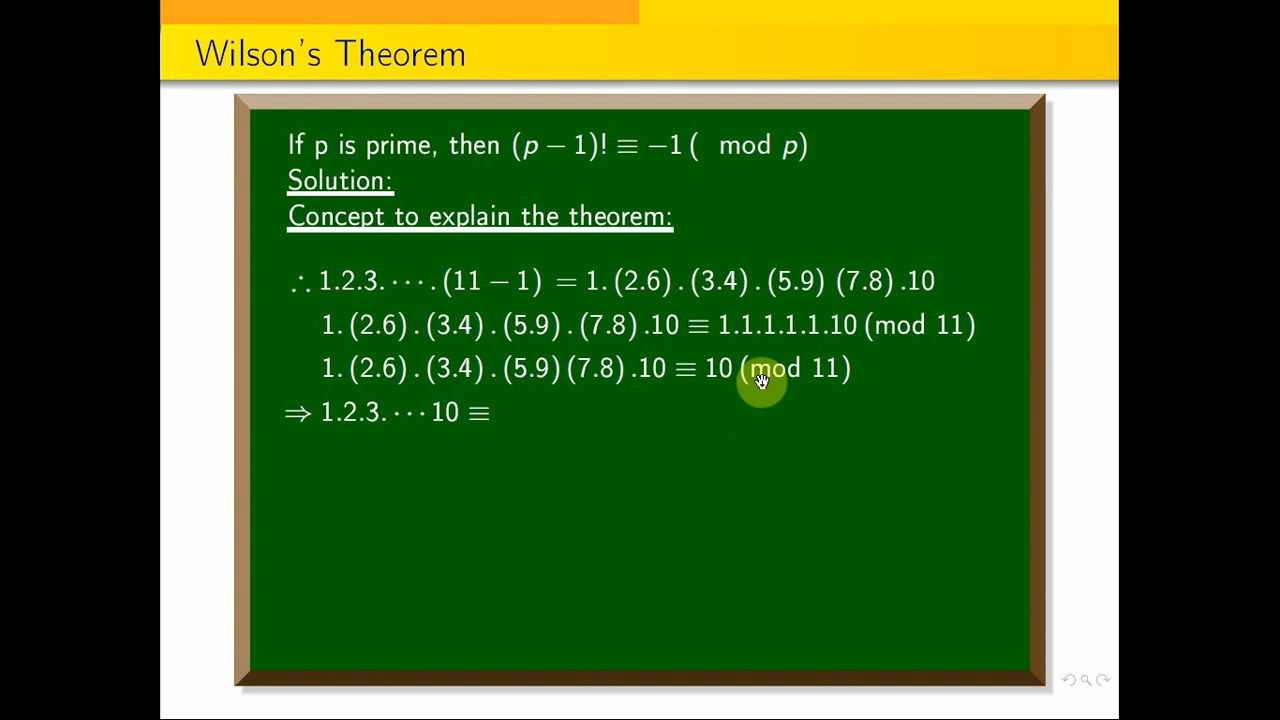 Wilson's Theorem
If p is prime, then (p − 1)! ≡ −1 ( mod p)
Solution:
Concept to explain the theorem:
∴ 1.2.3. ⋯ . (11 − 1) = 1. (2.6) . (3.4) . (5.9) (7.8) .10
1. (2.6) . (3.4) . (5.9) . (7.8) .10 ≡ 1.1.1.1.1.10 (mod 11)
1. (2.6) . (3.4) . (5.9) (7.8) .10 ≡ 10 (mod 11)
⇒ 1.2.3. ⋯ 10 ≡